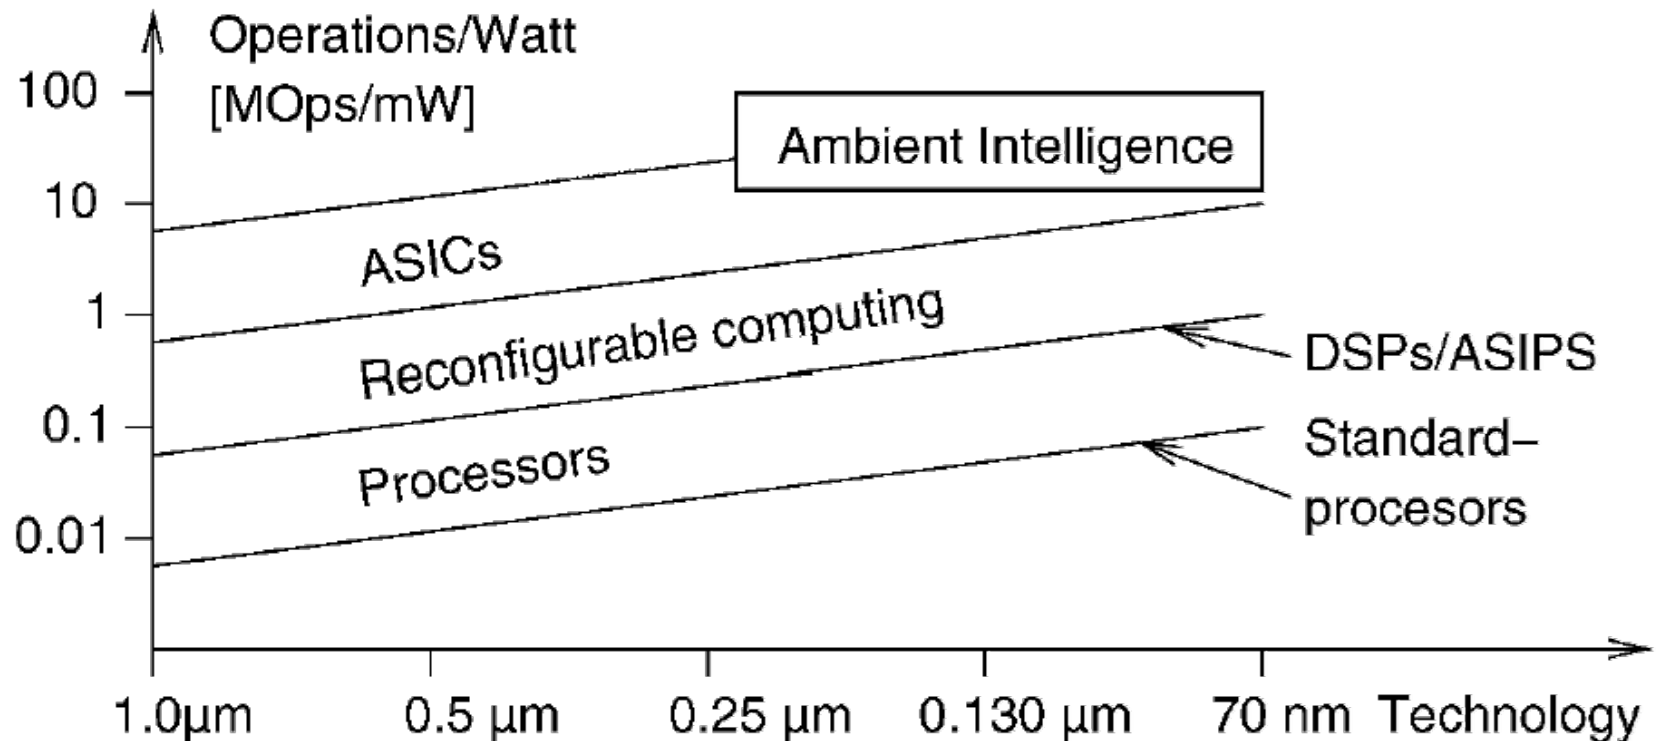 Operations/Watt
[MOps/mW]
100
10
1
0.1
0.01
Ambient Intelligence
ASICs
Reconfigurable computing
Processors
DSPs/ASIPS
Standard–
procesors
1.0µm
0.5 µm
0.25 µm
0.130 µm
70 nm
Technology